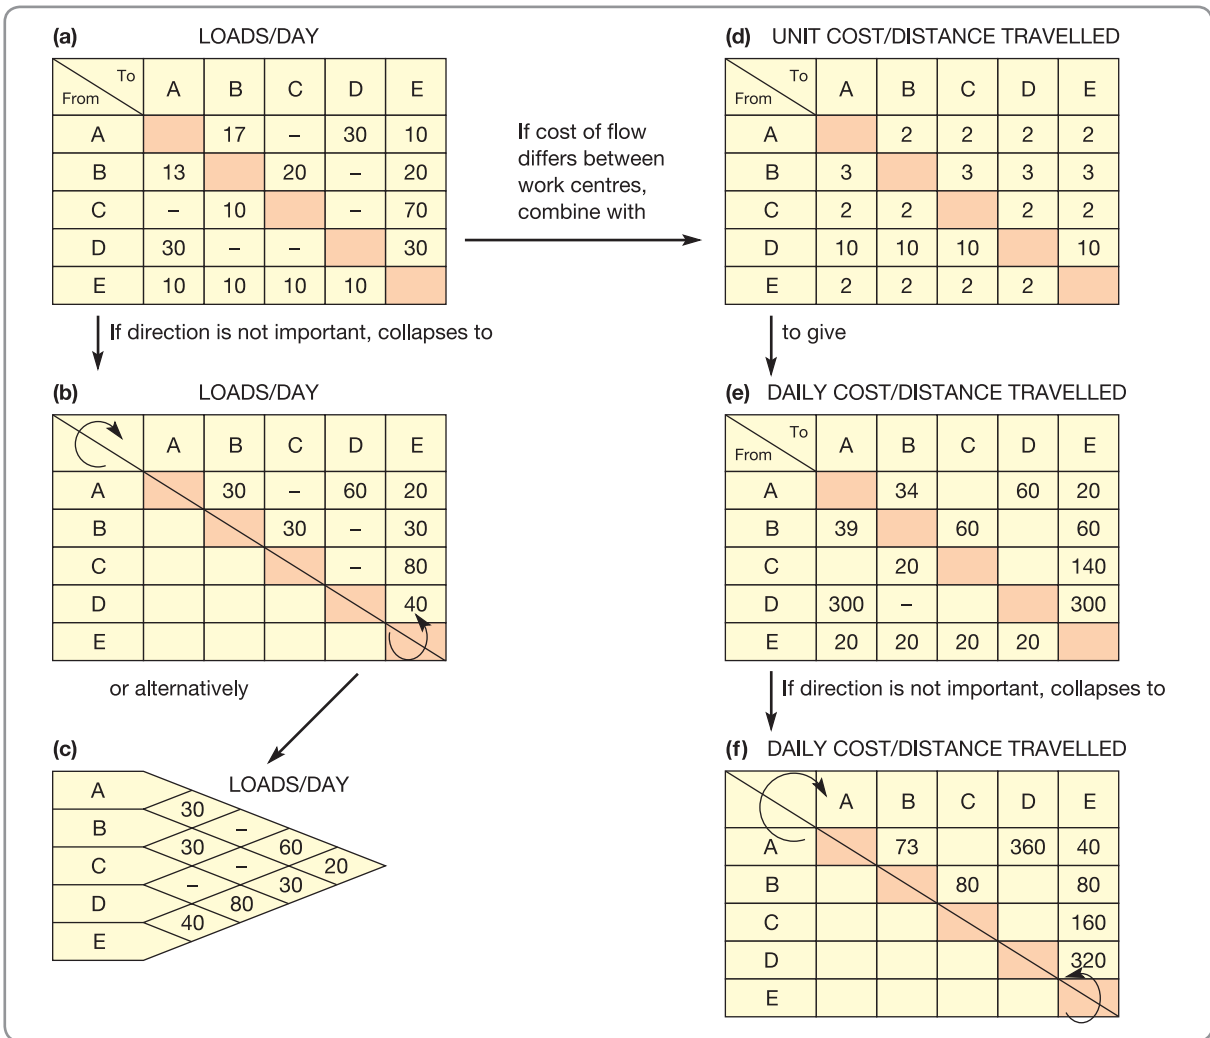 (a) LOADS/DAY
To
From
A B C D E
A 17 – 30 10
B 13 20 – 20
C – 10 – 70
D 30 – – 30
E 10 10 10 10
If cost of flow
differs between
work centres,
combine with
(d) UNIT COST/DISTANCE TRAVELLED
To
From
A B C D E
A 2 2 2 2
B 3 3 3 3
C 2 2 2 2
D 10 10 10 10
E 2 2 2 2
If direction is not important, collapses to
to give
(b) LOADS/DAY
A B C D E
A 30 – 60 20
B 30 – 30
C – 80
D 40
E
(e) DAILY COST/DISTANCE TRAVELLED
To
From
A B C D E
A 34 60 20
B 39 60 60
C 20 140
D 300 – 300
E 20 20 20 20
or alternatively
If direction is not important, collapses to
(c)
LOADS/DAY
A
B
C
D
E
30
–
30 60
– 20
– 30
80
40
(f) DAILY COST/DISTANCE TRAVELLED
A B C D E
A 73 360 40
B 80 80
C 160
D 320
E